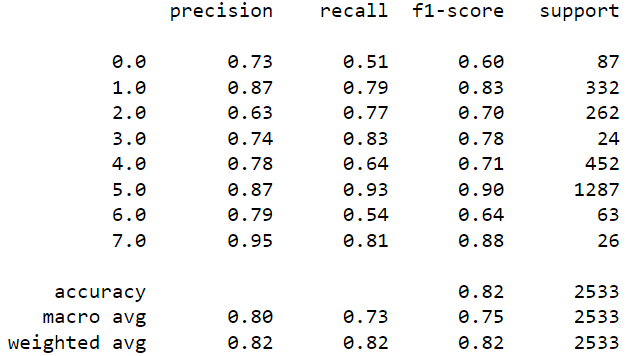 precision recall f1-score support
0.0 0.73 0.51 0.60 87
1.0 0.87 0.79 0.83 332
2.0 0.63 0.77 0.70 262
3.0 0.74 0.83 0.78 24
4.0 0.78 0.64 0.71 452
5.0 0.87 0.93 0.90 1287
6.0 0.79 0.54 0.64 63
7.0 0.95 0.81 0.88 26
accuracy 0.82 2533
macro avg 0.80 0.73 0.75 2533
weighted avg 0.82 0.82 0.82 2533